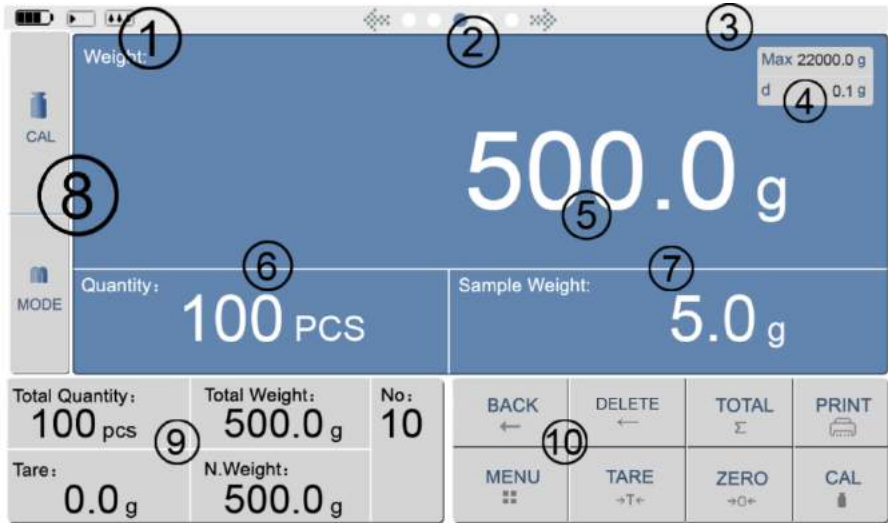 ① ② ③
Weight:
Max 22000.0 g
d 0.1 g
④
CAL
500.0 g
⑤
⑧
⑥ ⑦
MODE
Quantity: Sample Weight:
100 PCS 5.0 g
Total Quantity: Total Weight: No:
100 pcs 500.0 g 10
⑨
Tare: N.Weight:
0.0 g 500.0 g
BACK DELETE TOTAL PRINT
← ← Σ
⑩
MENU TARE ZERO CAL
→T← →0←